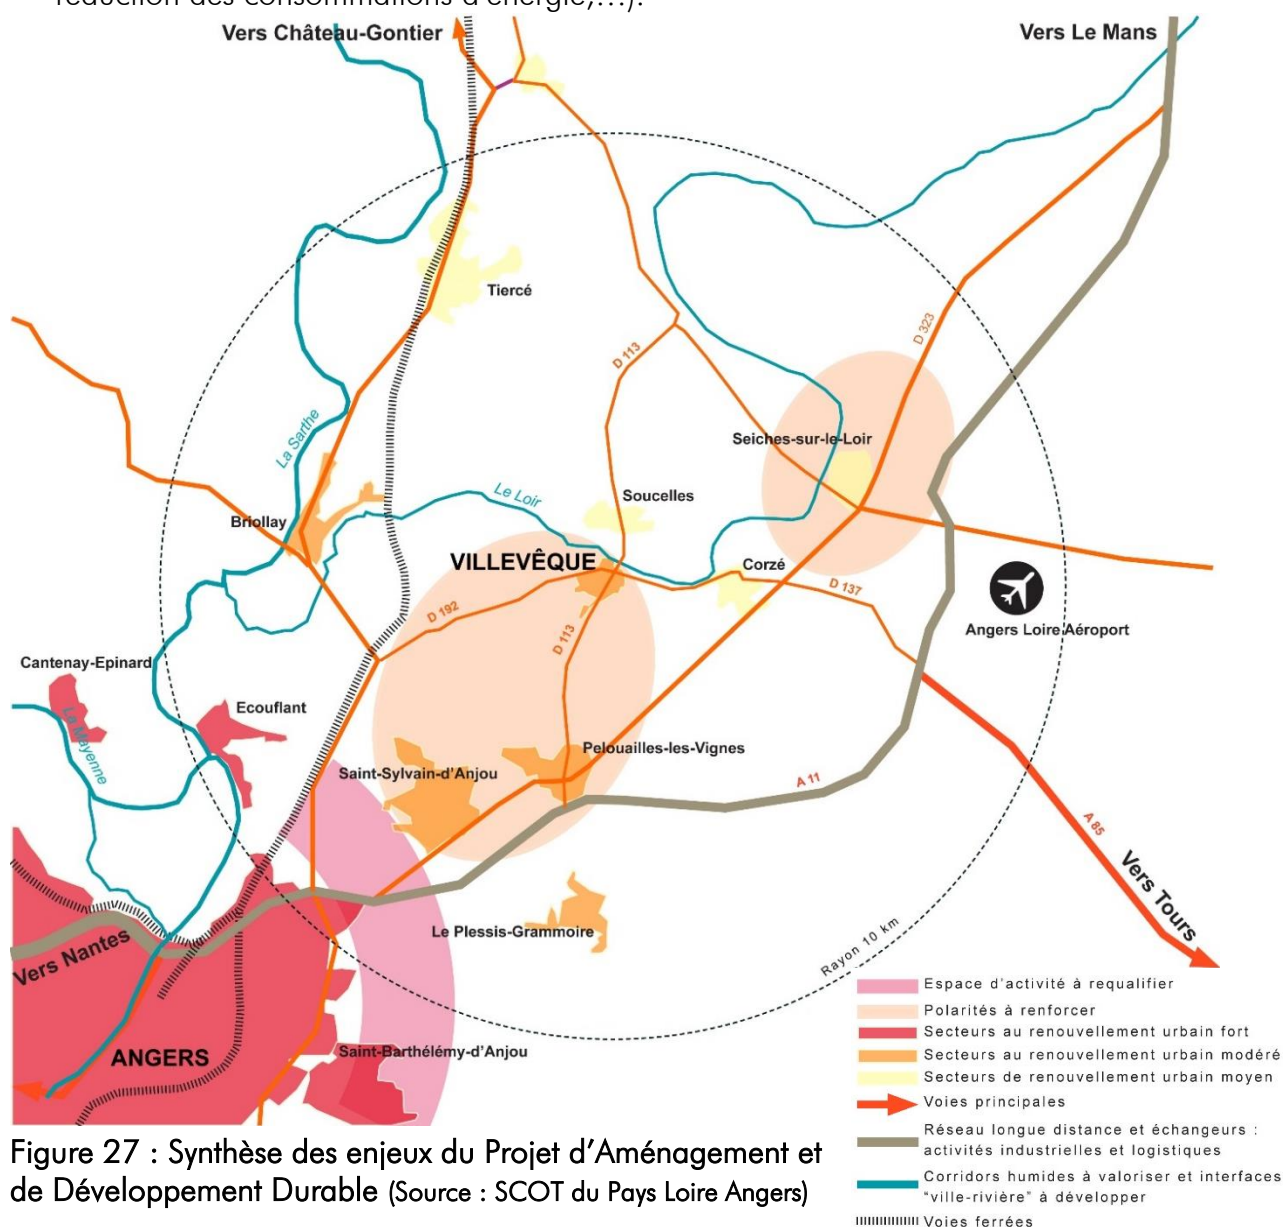 réduction des consommations d'énergie,…).
Vers Château-Gontier
Vers Le Mans
Tiercé
D 323
D 113
La Sarthe
Seiches-sur-le-Loir
Le Loir
Soucelles
Briollay
VILLEVÊQUE
Corzé
D 192
D 137
D 113
Angers Loire Aéroport
Cantenay-Epinard
La Mayenne
Ecouflant
Pelouailles-les-Vignes
Saint-Sylvain-d'Anjou
A 11
A 85
Vers Tours
Le Plessis-Grammoire
Rayon 10 km
Vers Nantes
ANGERS
Saint-Barthélémy-d'Anjou
Espace d'activité à requalifier
Polarités à renforcer
Secteurs au renouvellement urbain fort
Secteurs au renouvellement urbain modéré
Secteurs de renouvellement urbain moyen
Voies principales
Réseau longue distance et échangeurs :
activités industrielles et logistiques
Corridors humides à valoriser et interfaces
"ville-rivière" à développer
Voies ferrées
Figure 27 : Synthèse des enjeux du Projet d'Aménagement et
de Développement Durable (Source : SCOT du Pays Loire Angers)